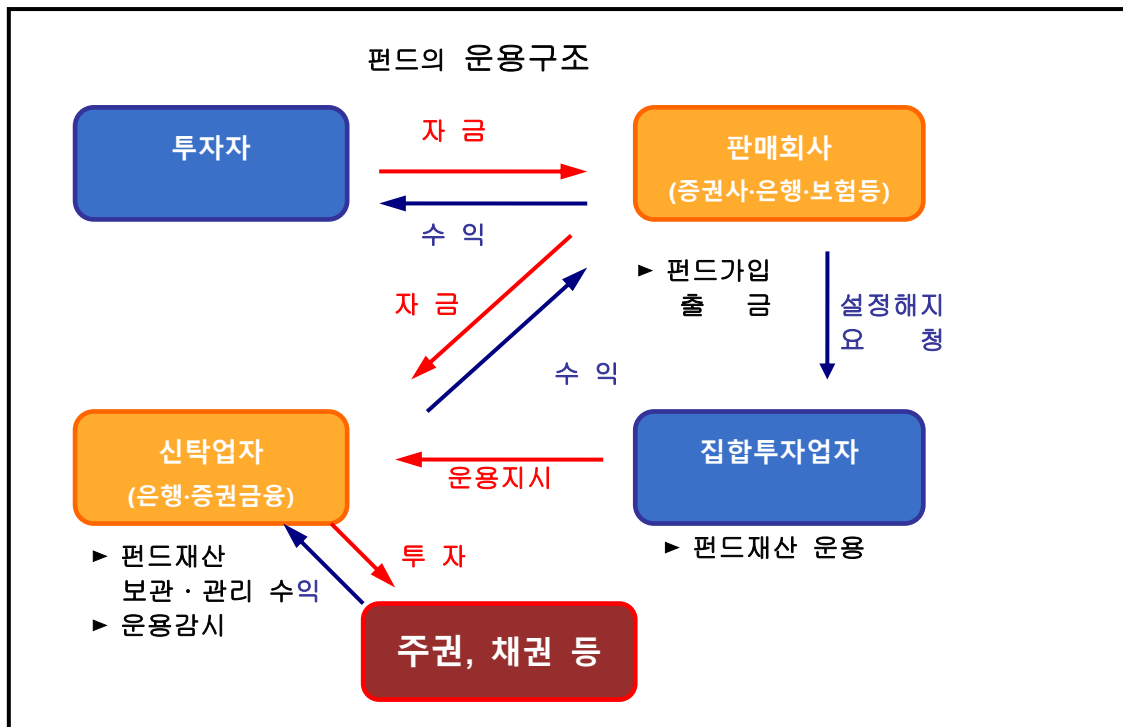 펀드의 운용구조
투자자
자 금
판매회사
(증권사·은행·보험등)
수 익
► 펀드가입
출 금
자 금
설정해지
요 청
수 익
신탁업자
(은행·증권금융)
운용지시
집합투자업자
► 펀드재산 운용
► 펀드재산
보관·관리 수익
► 운용감시
투 자
주권, 채권 등